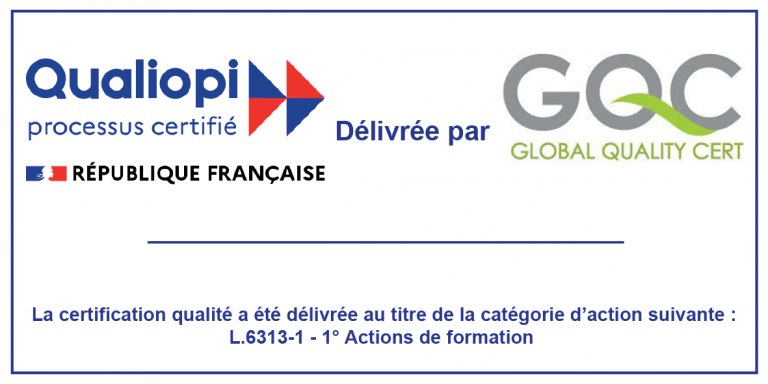 Qualiopi
processus certifié
RÉPUBLIQUE FRANÇAISE
Délivrée par
GQC
GLOBAL QUALITY CERT
La certification qualité a été délivrée au titre de la catégorie d’action suivante :
L.6313-1 - 1° Actions de formation